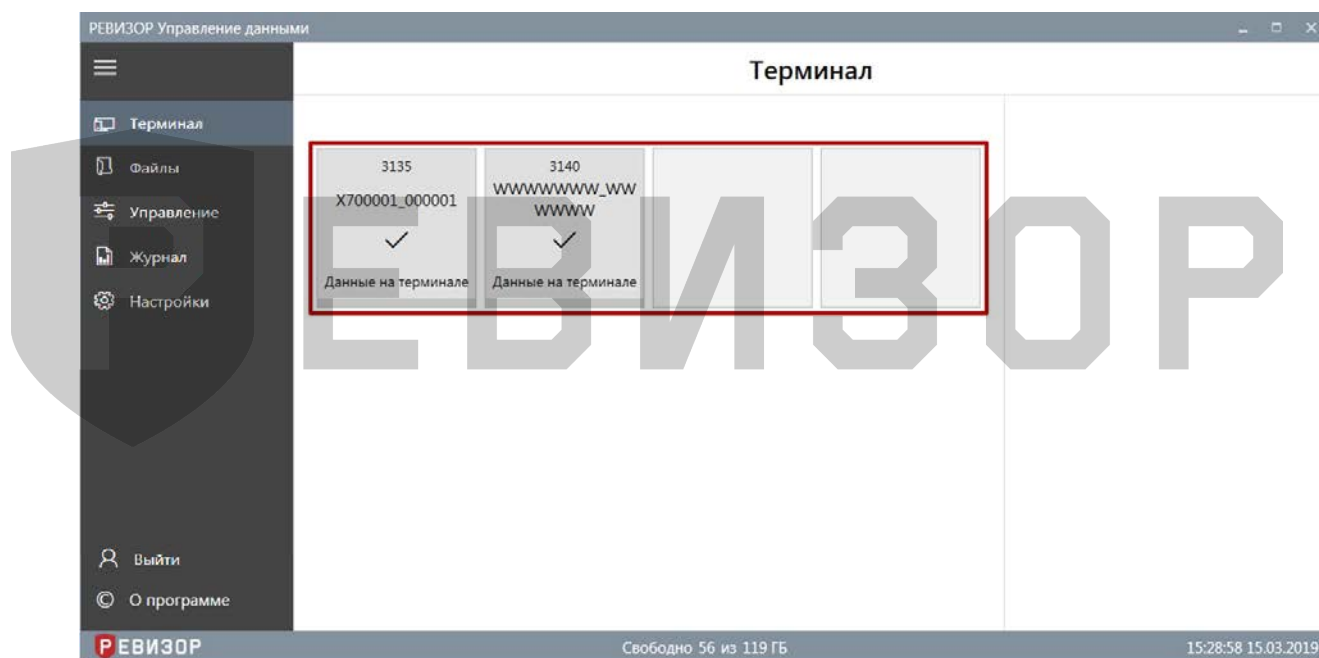 РЕВИЗОР Управление данными
Терминал
Терминал
Файлы
Управление
Журнал
Настройки
3135
X700001_000001
Данные на терминале
3140
WWWWWWW_WW
WWWW
Данные на терминале
РЕВИЗОР
Выйти
О программе
РЕВИЗОР
Свободно 56 из 119 ГБ
15:28:58 15.03.2019